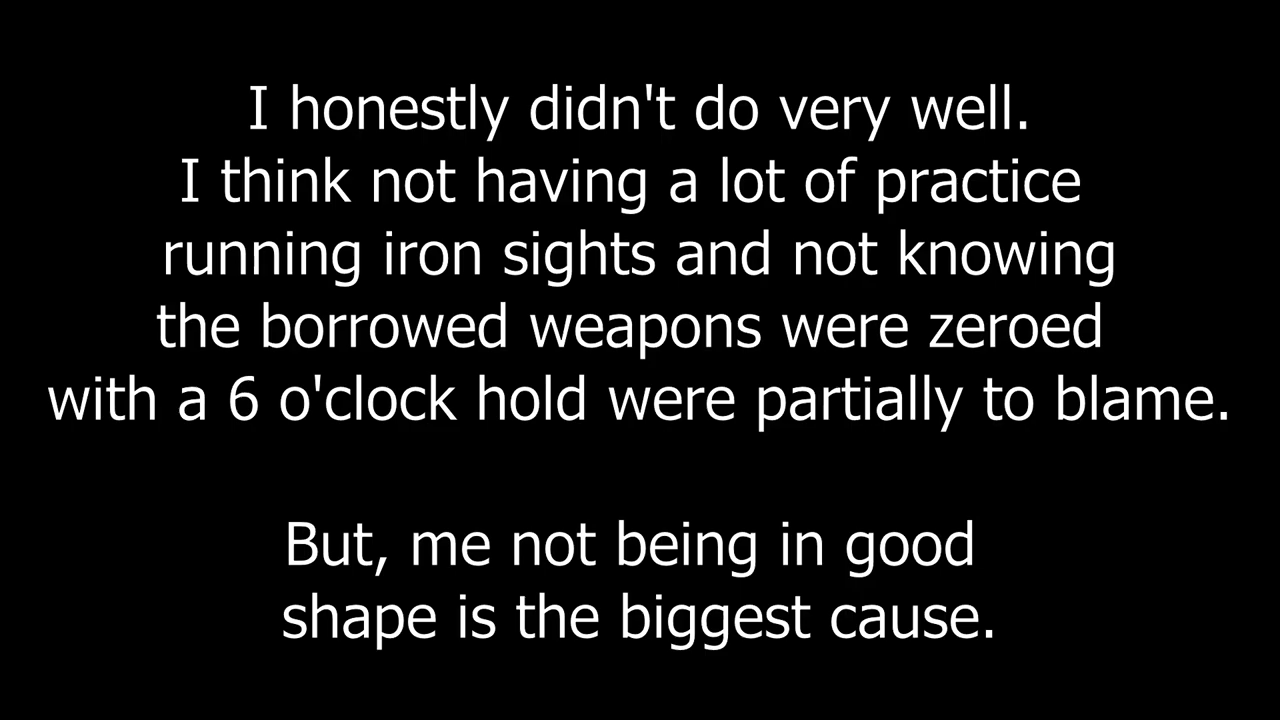 I honestly didn't do very well.
I think not having a lot of practice
running iron sights and not knowing
the borrowed weapons were zeroed
with a 6 o'clock hold were partially to blame.
But, me not being in good
shape is the biggest cause.